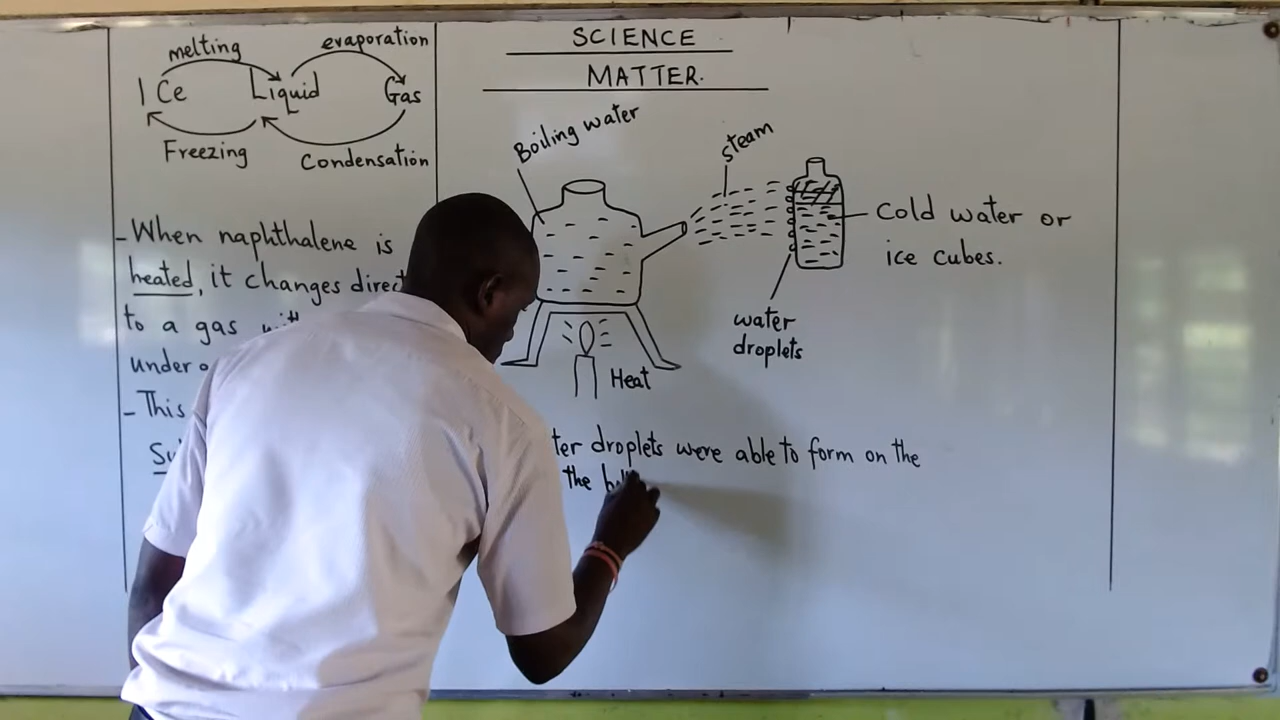 melting
evaporation
ICe
Liquid
Gas
Freezing
Condensation
- When naphthalene is
heated, it changes
to a gas
under
- This
SCIENCE
MATTER.
Boiling water
steam
Cold water or
ice cubes.
water
droplets
Heat
droplets were able to form on the
the